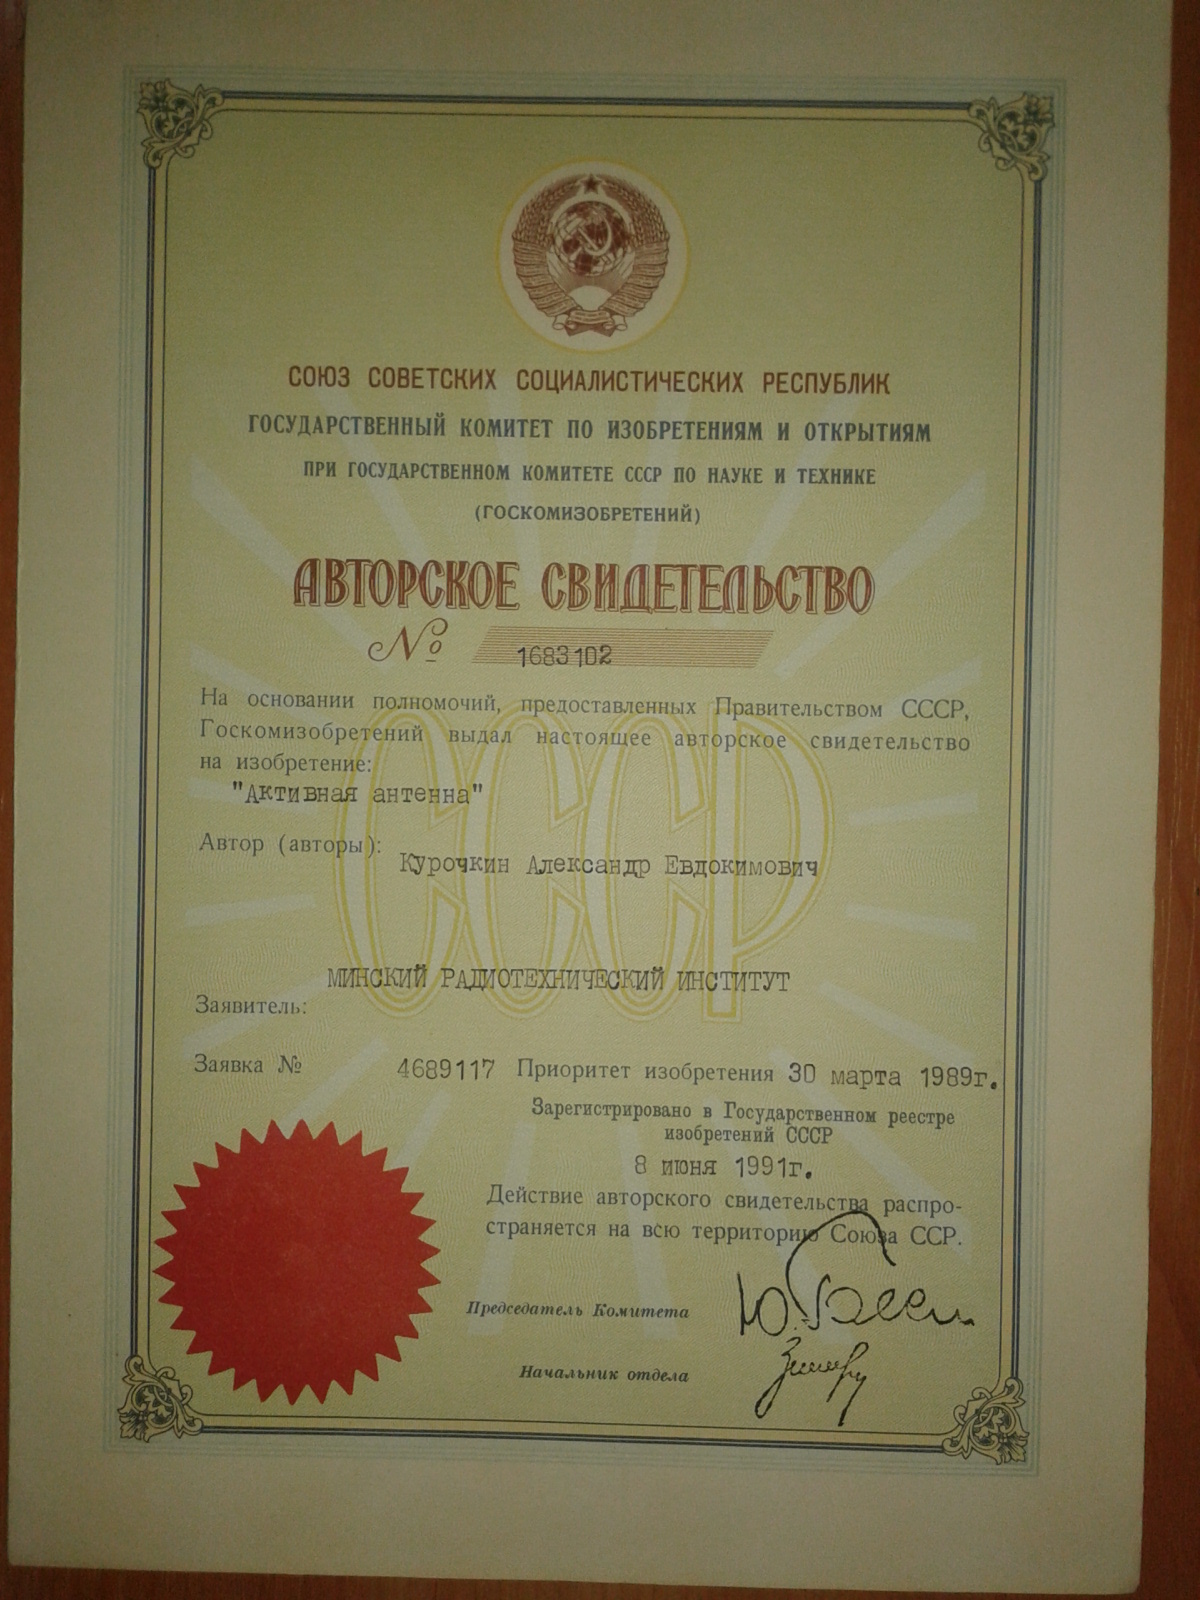 СОЮЗ СОВЕТСКИХ СОЦИАЛИСТИЧЕСКИХ РЕСПУБЛИК
ГОСУДАРСТВЕННЫЙ КОМИТЕТ ПО ИЗОБРЕТЕНИЯМ И ОТКРЫТИЯМ
ПРИ ГОСУДАРСТВЕННОМ КОМИТЕТЕ СССР ПО НАУКЕ И ТЕХНИКЕ
(ГОСКОМИЗОБРЕТЕНИЙ)
АВТОРСКОЕ СВИДЕТЕЛЬСТВО
№ 1683102
На основании полномочий, предоставленных Правительством СССР,
Госкомизобретений выдал настоящее авторское свидетельство
на изобретение:
"Активная антенна"
Автор (авторы):
Курочкин Александр Евдокимович
СССР
МИНСКИЙ РАДИОТЕХНИЧЕСКИЙ ИНСТИТУТ
Заявитель:
Заявка № 4689117 Приоритет изобретения 30 марта 1989г.
Зарегистрировано в Государственном реестре
изобретений СССР
8 июня 1991г.
Действие авторского свидетельства распро-
страняется на всю территорию Союза ССР.
Председатель Комитета
Начальник отдела